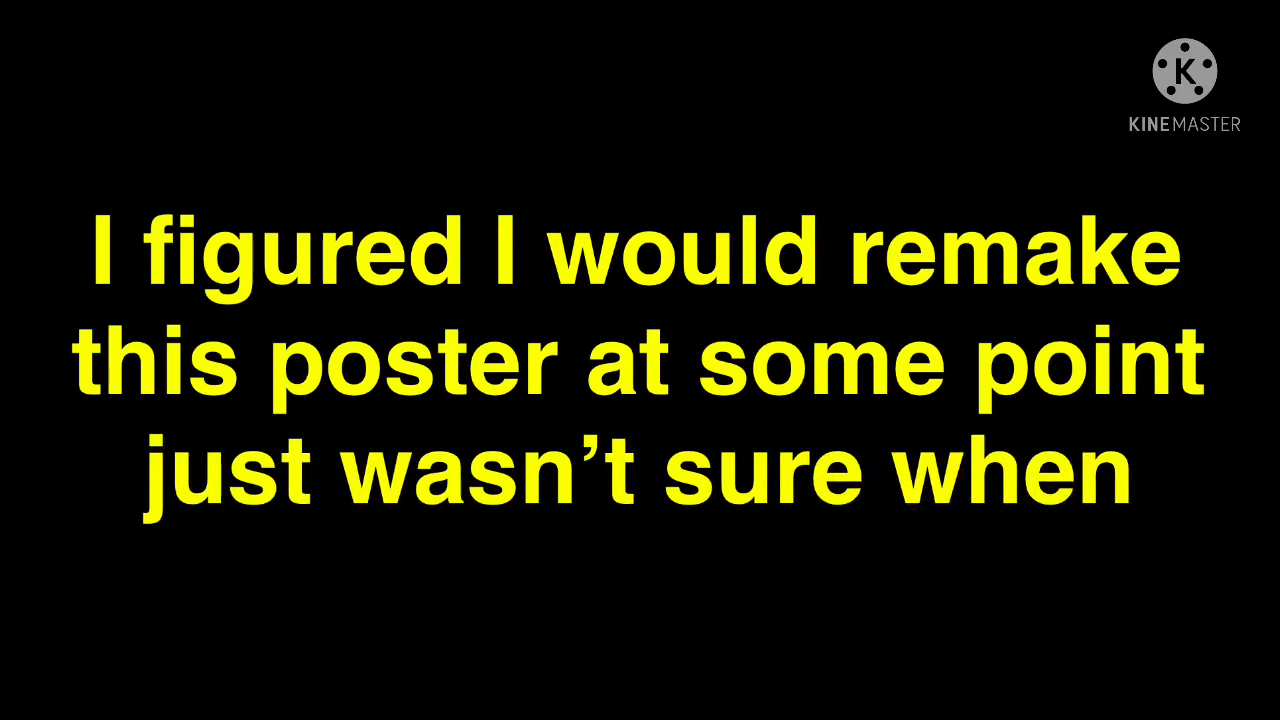 K
KINEMASTER
I figured I would remake
this poster at some point
just wasn’t sure when